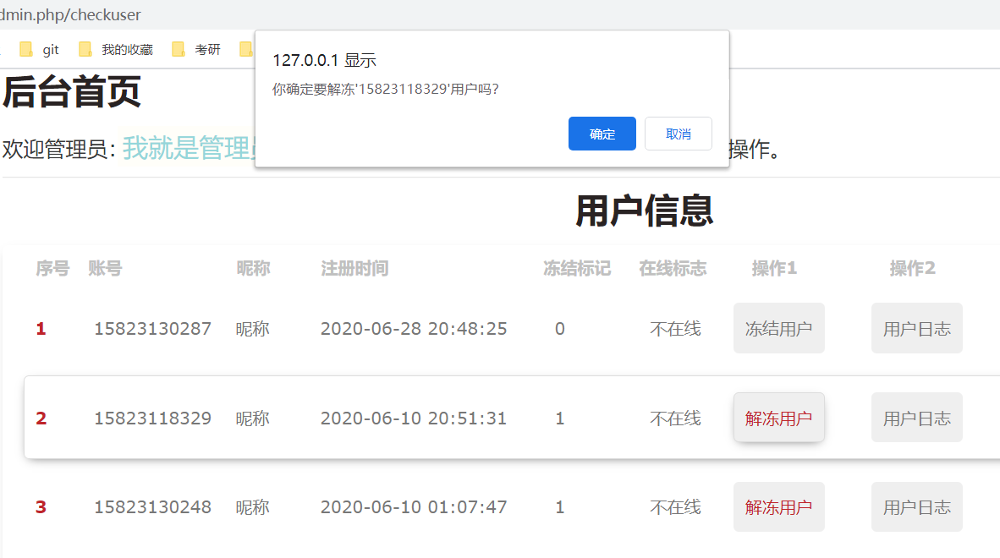 dmin.php/checkuser
git 我的收藏 考研
127.0.0.1 显示
你确定要解冻'15823118329'用户吗?
确定 取消
后台首页
欢迎管理员: 我就是管理 操作。
用户信息
序号 账号 昵称 注册时间 冻结标记 在线标志 操作1 操作2
1 15823130287 昵称 2020-06-28 20:48:25 0 不在线 冻结用户 用户日志
2 15823118329 昵称 2020-06-10 20:51:31 1 不在线 解冻用户 用户日志
3 15823130248 昵称 2020-06-10 01:07:47 1 不在线 解冻用户 用户日志